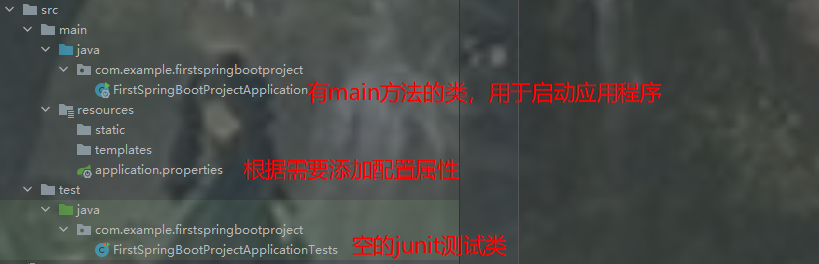 src
main
java
com.example.firstspringbootproject
FirstSpringBootProjectApplication 有main方法的类，用于启动应用程序
resources
static
templates
application.properties 根据需要添加配置属性
test
java
com.example.firstspringbootproject
FirstSpringBootProjectApplicationTests 空的junit测试类